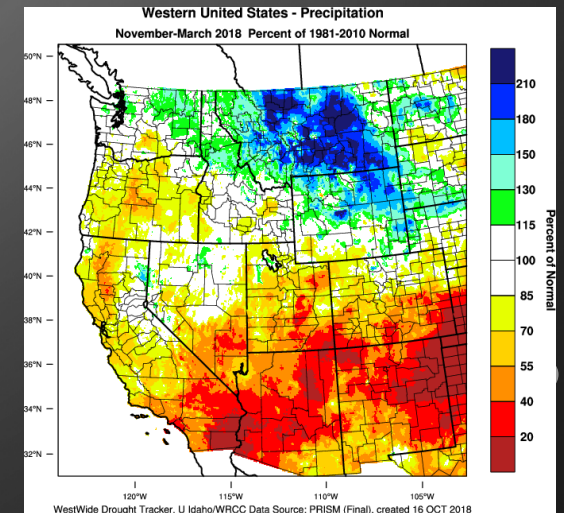 Western United States - Precipitation
November-March 2018 Percent of 1981-2010 Normal
50°N
48°N
46°N
44°N
42°N
40°N
38°N
36°N
34°N
32°N
120°W
115°W
110°W
105°W
210
180
150
130
115
100
85
70
55
40
20
Percent of Normal
WestWide Drought Tracker, U Idaho/WRCC Data Source: PRISM (Final), created 16 OCT 2018